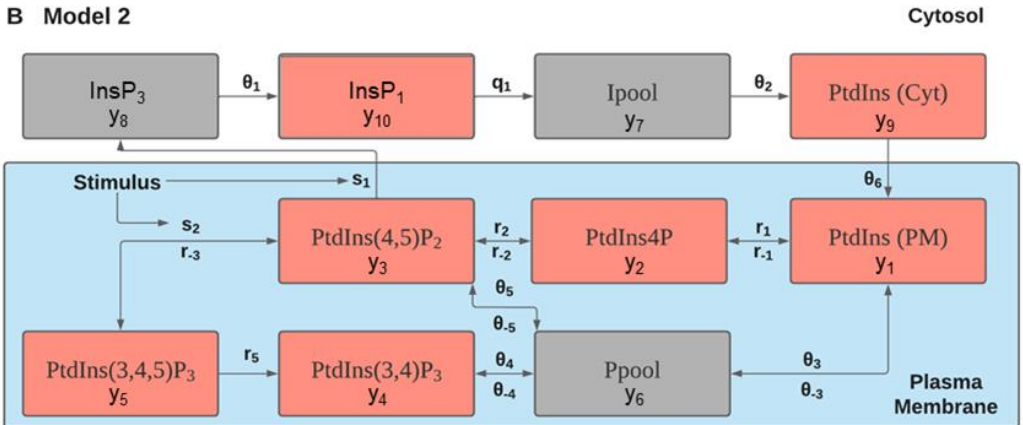 B Model 2
Cytosol
InsP₃
y₈
θ₁
InsP₁
y₁₀
q₁
Ipool
y₇
θ₂
PtdIns (Cyt)
y₉
θ₆
Stimulus
s₁
s₂
r₋₃
PtdIns(4,5)P₂
y₃
r₂
r₋₂
PtdIns4P
y₂
r₁
r₋₁
PtdIns (PM)
y₁
θ₅
θ₋₅
PtdIns(3,4,5)P₃
y₅
r₅
PtdIns(3,4)P₃
y₄
θ₄
θ₋₄
Ppool
y₆
θ₃
θ₋₃
Plasma
Membrane